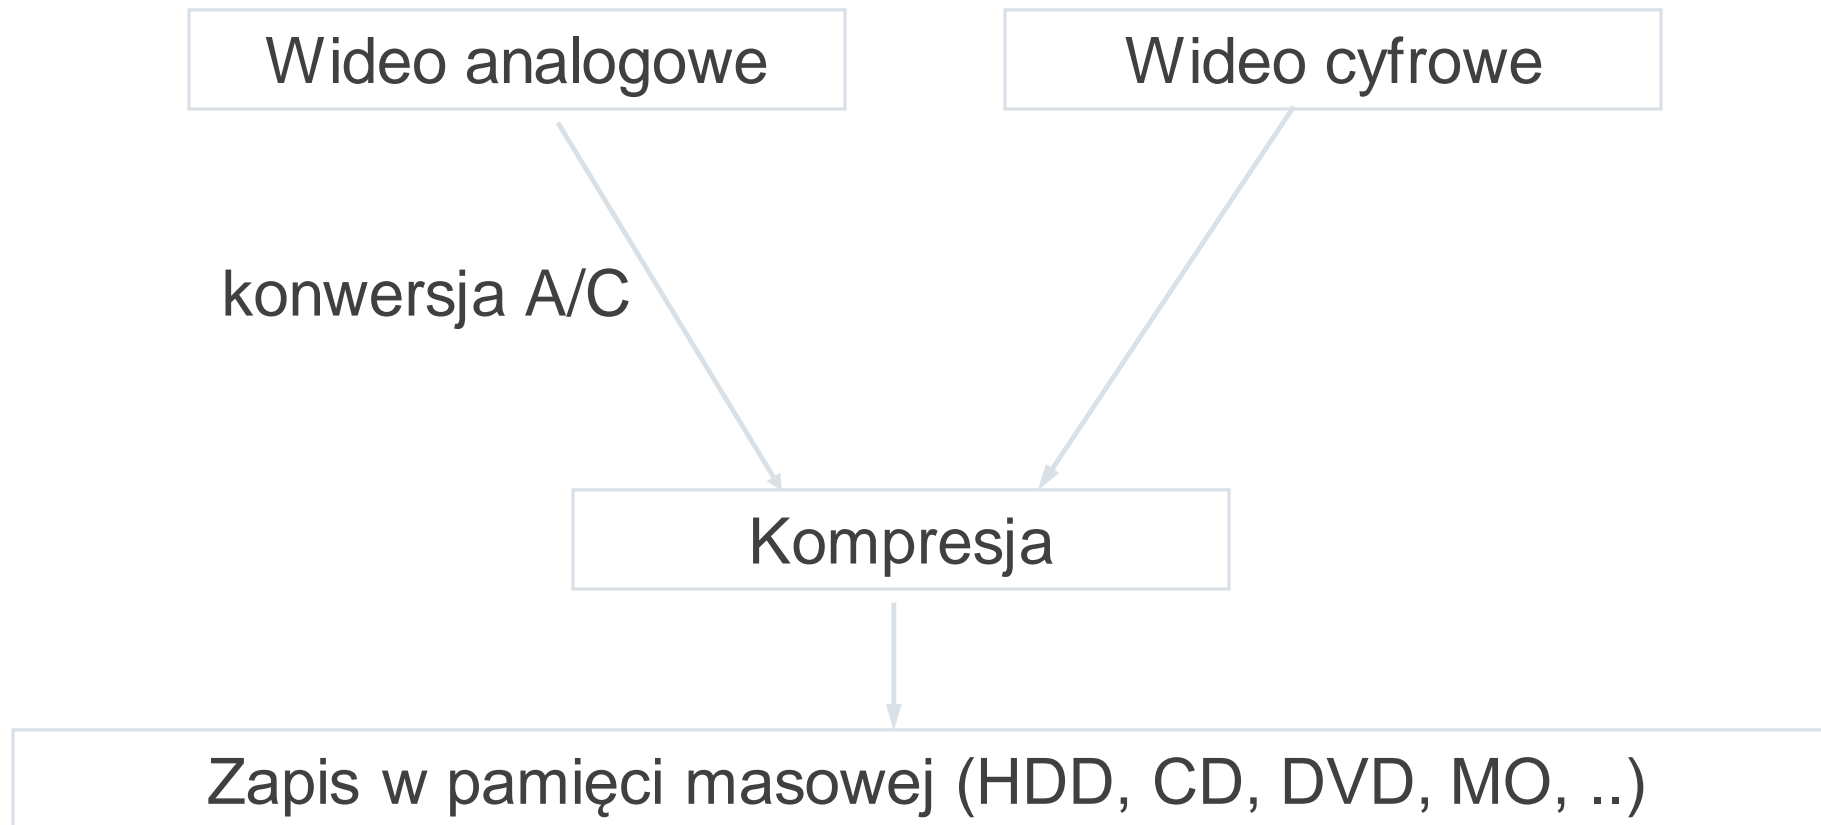 Wideo analogowe
Wideo cyfrowe
konwersja A/C
Kompresja
Zapis w pamięci masowej (HDD, CD, DVD, MO, ..)